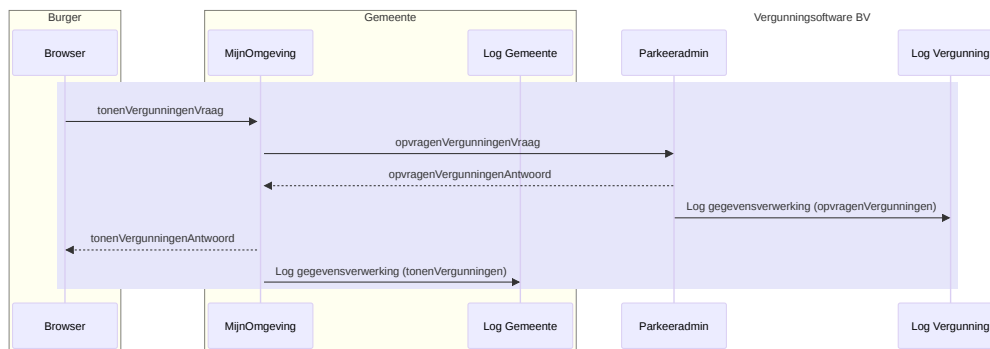 Burger
Gemeente
Vergunningsoftware BV
Browser
MijnOmgeving
Log Gemeente
Parkeeradmin
Log Vergunning
tonenVergunningenVraag
opvragenVergunningenVraag
opvragenVergunningenAntwoord
Log gegevensverwerking (opvragenVergunningen)
tonenVergunningenAntwoord
Log gegevensverwerking (tonenVergunningen)
Browser
MijnOmgeving
Log Gemeente
Parkeeradmin
Log Vergunning